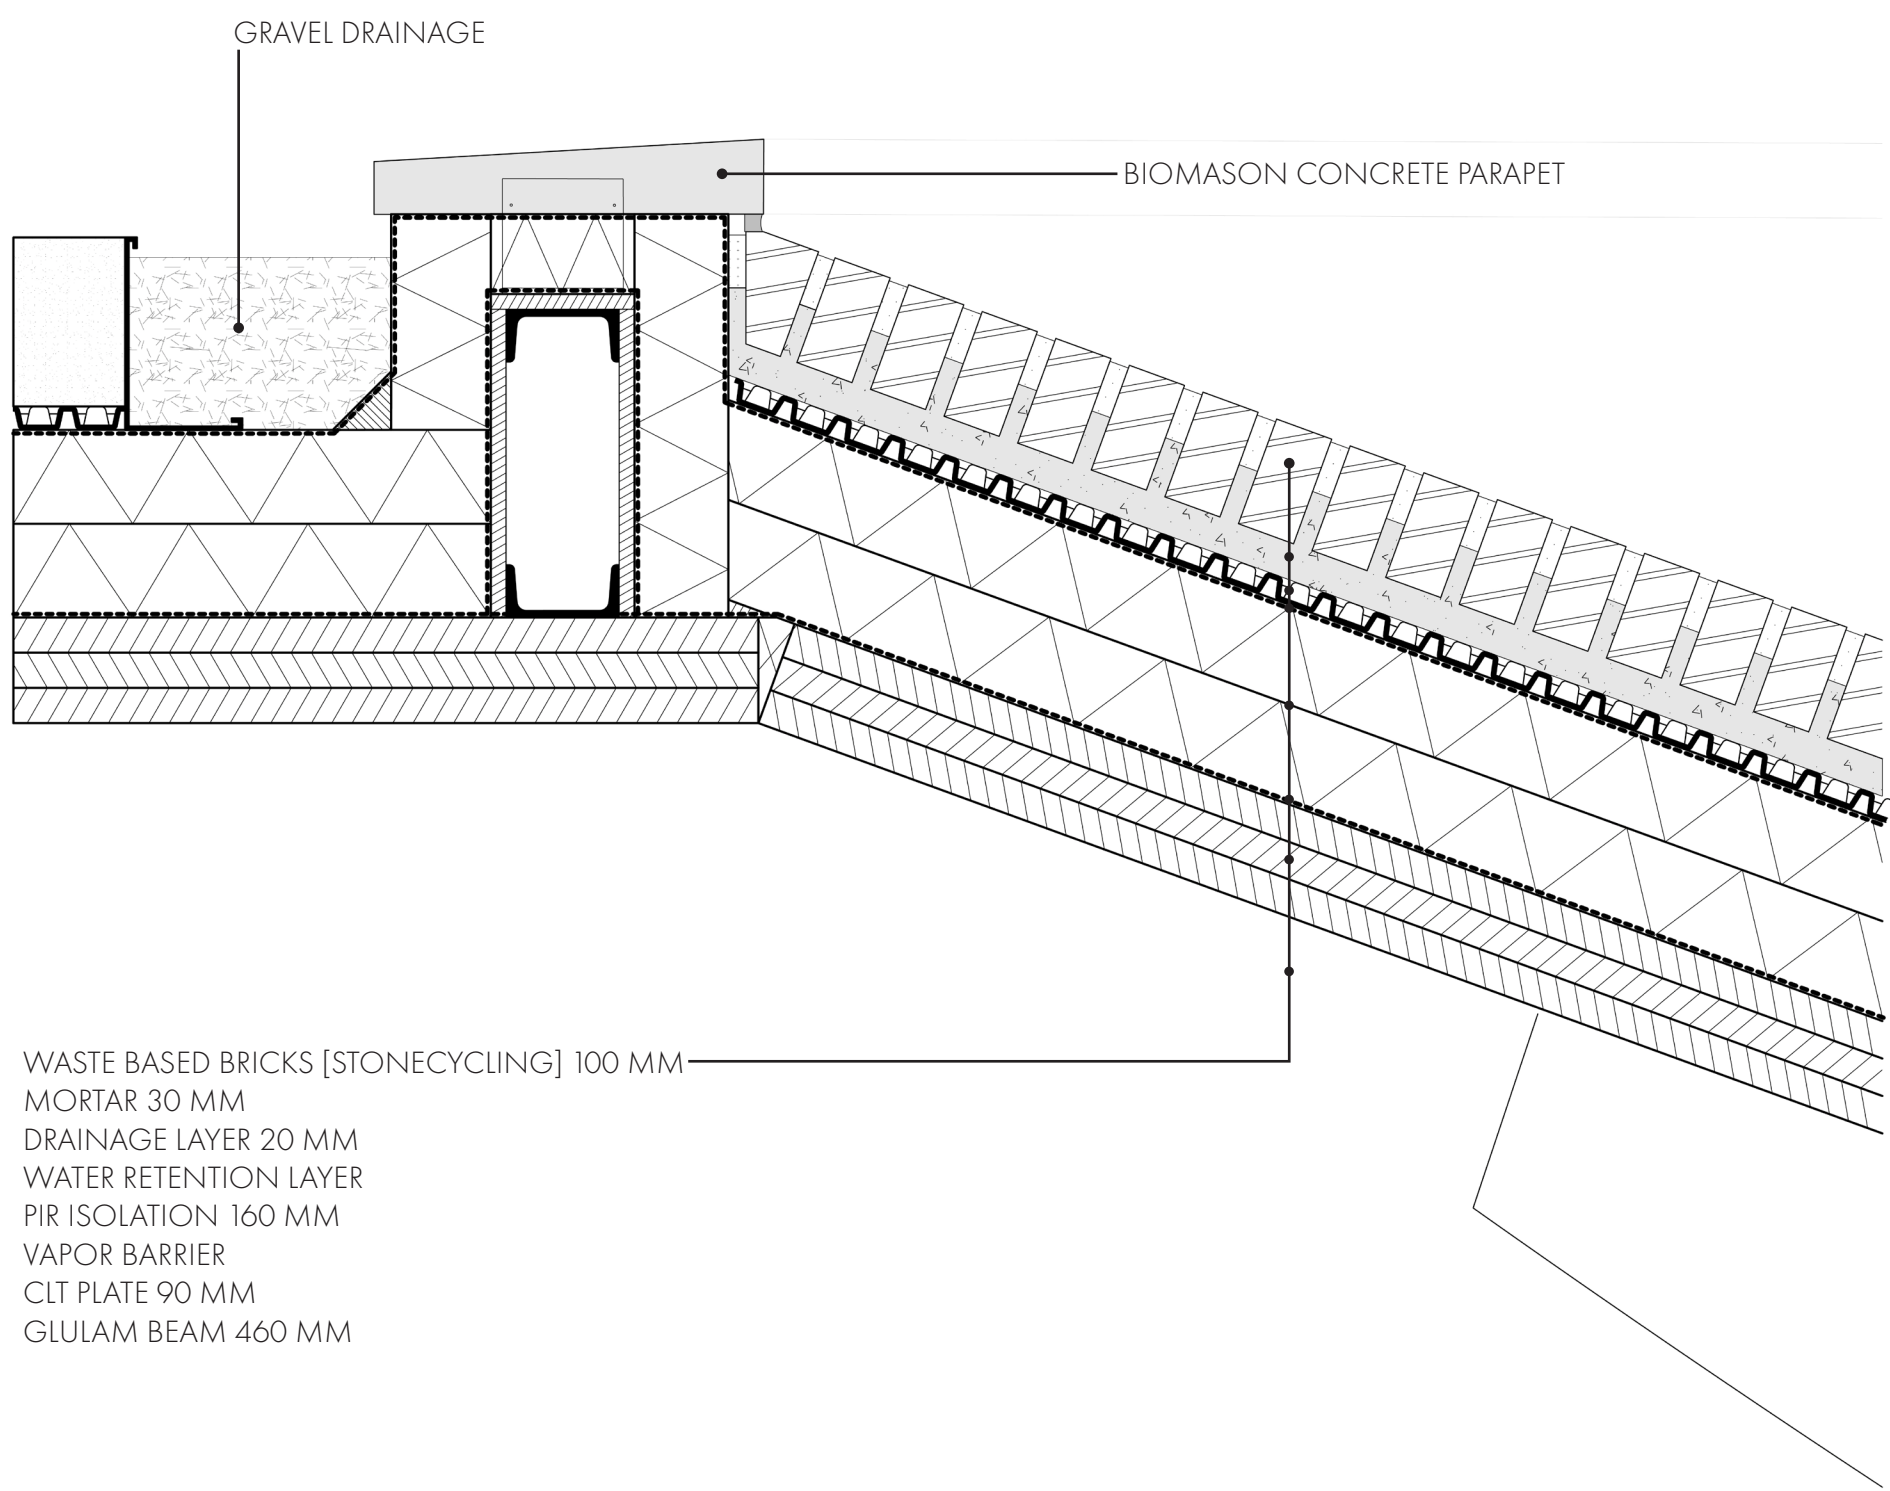 GRAVEL DRAINAGE
BIOMASON CONCRETE PARAPET
WASTE BASED BRICKS [STONECYCLING] 100 MM
MORTAR 30 MM
DRAINAGE LAYER 20 MM
WATER RETENTION LAYER
PIR ISOLATION 160 MM
VAPOR BARRIER
CLT PLATE 90 MM
GLULAM BEAM 460 MM